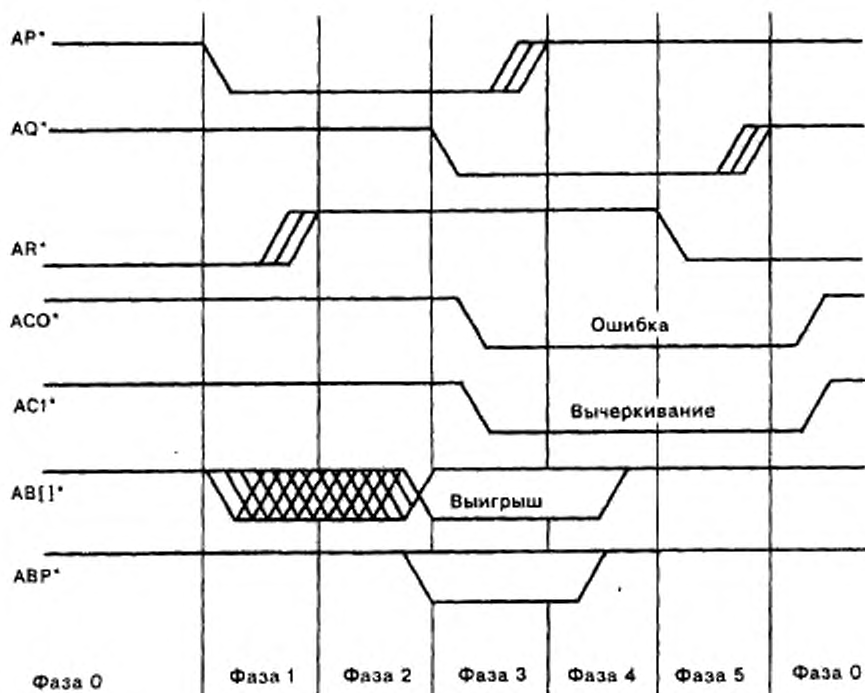 AP*
AQ*
AR*
ACO*
Ошибка
AC1*
Вычеркивание
AB[]*
Выигрыш
ABP*
Фаза 0 Фаза 1 Фаза 2 Фаза 3 Фаза 4 Фаза 5 Фаза 0